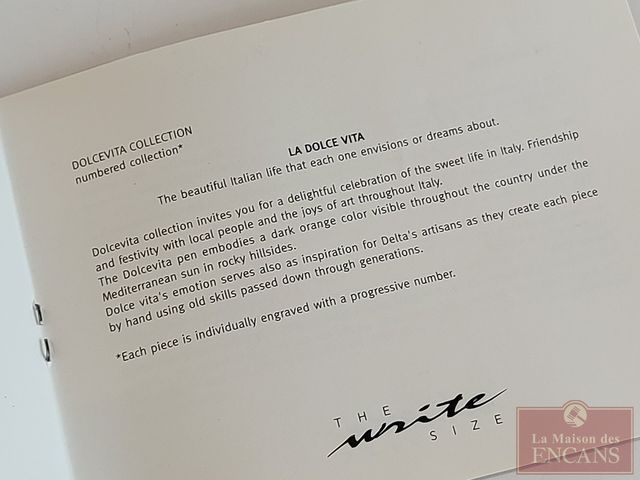 DOLCEVITA COLLECTION
numbered collection*
LA DOLCE VITA
The beautiful Italian life that each one envisions or dreams about.
Dolcevita collection invites you for a delightful celebration of the sweet life in Italy. Friendship
and festivity with local people and the joys of art throughout Italy.
The Dolcevita pen embodies a dark orange color visible throughout the country under the
Mediterranean sun in rocky hillsides.
Dolce vita's emotion serves also as inspiration for Delta's artisans as they create each piece
by hand using old skills passed down through generations.
*Each piece is individually engraved with a progressive number.
THE
write
SIZE
La Maison des
ENCANS